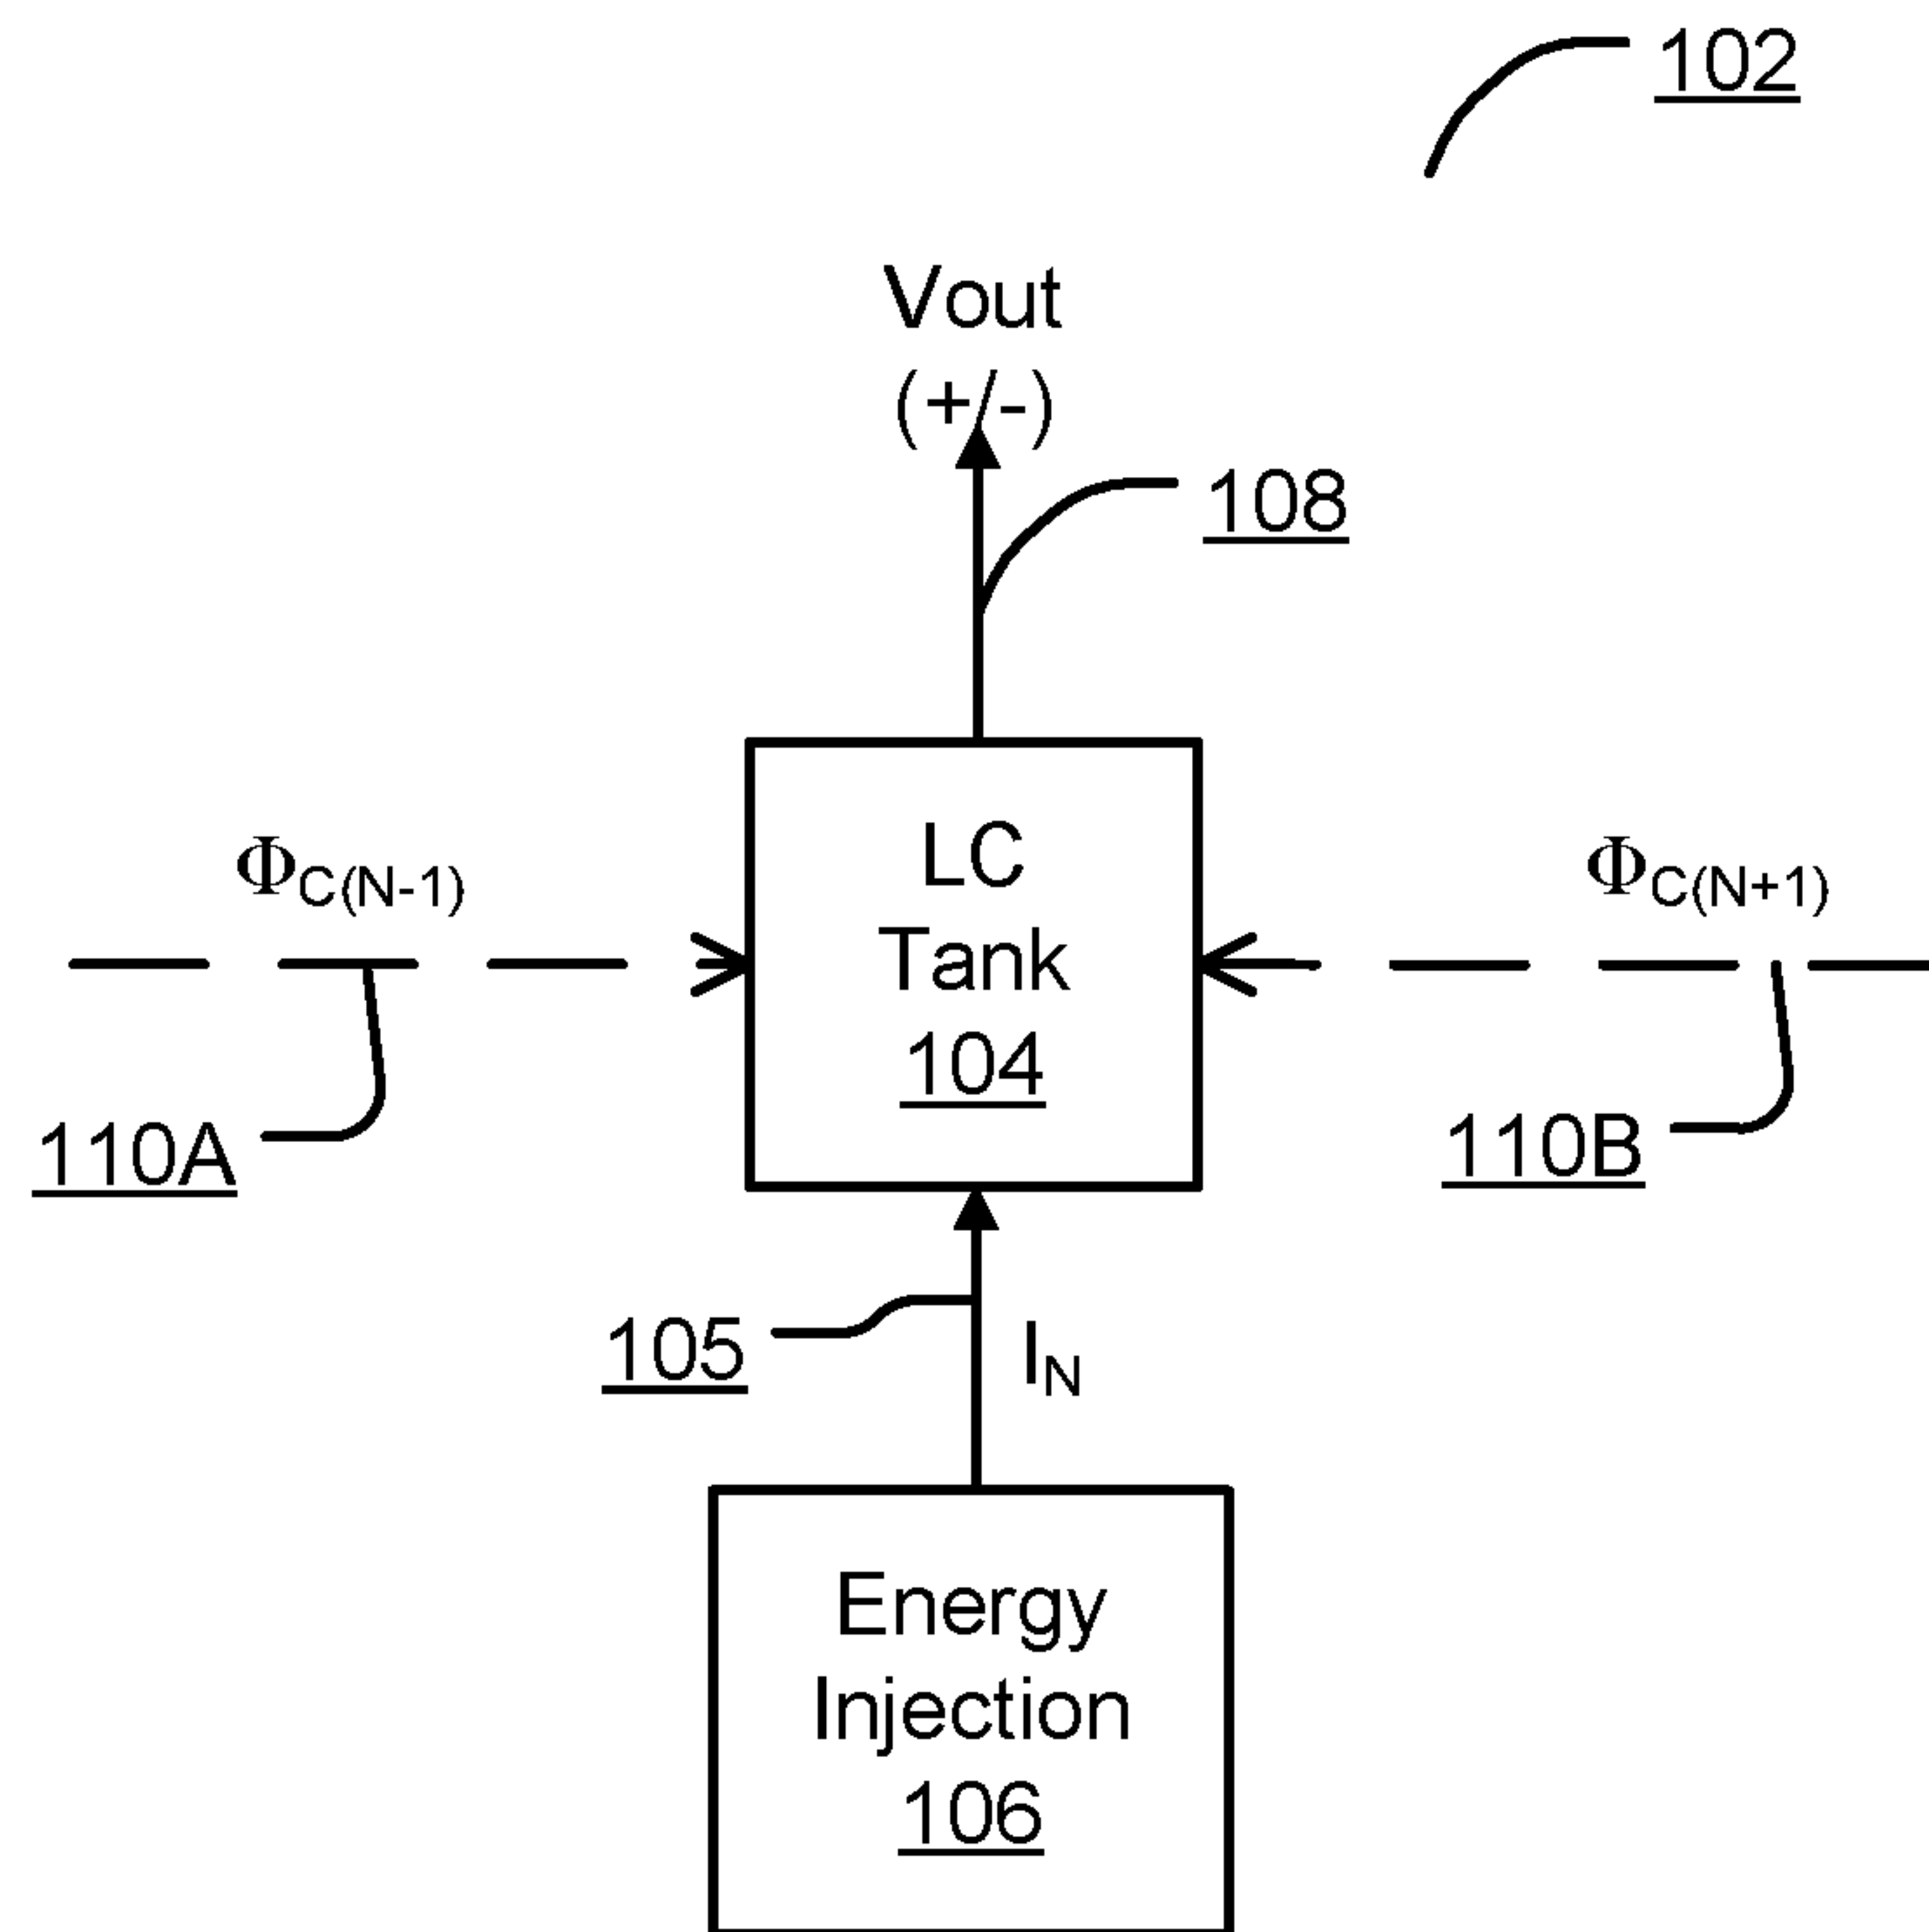 102
Vout
(+/-)
108
LC
Tank
104
ΦC(N-1)
ΦC(N+1)
110A
110B
105
IN
Energy
Injection
106